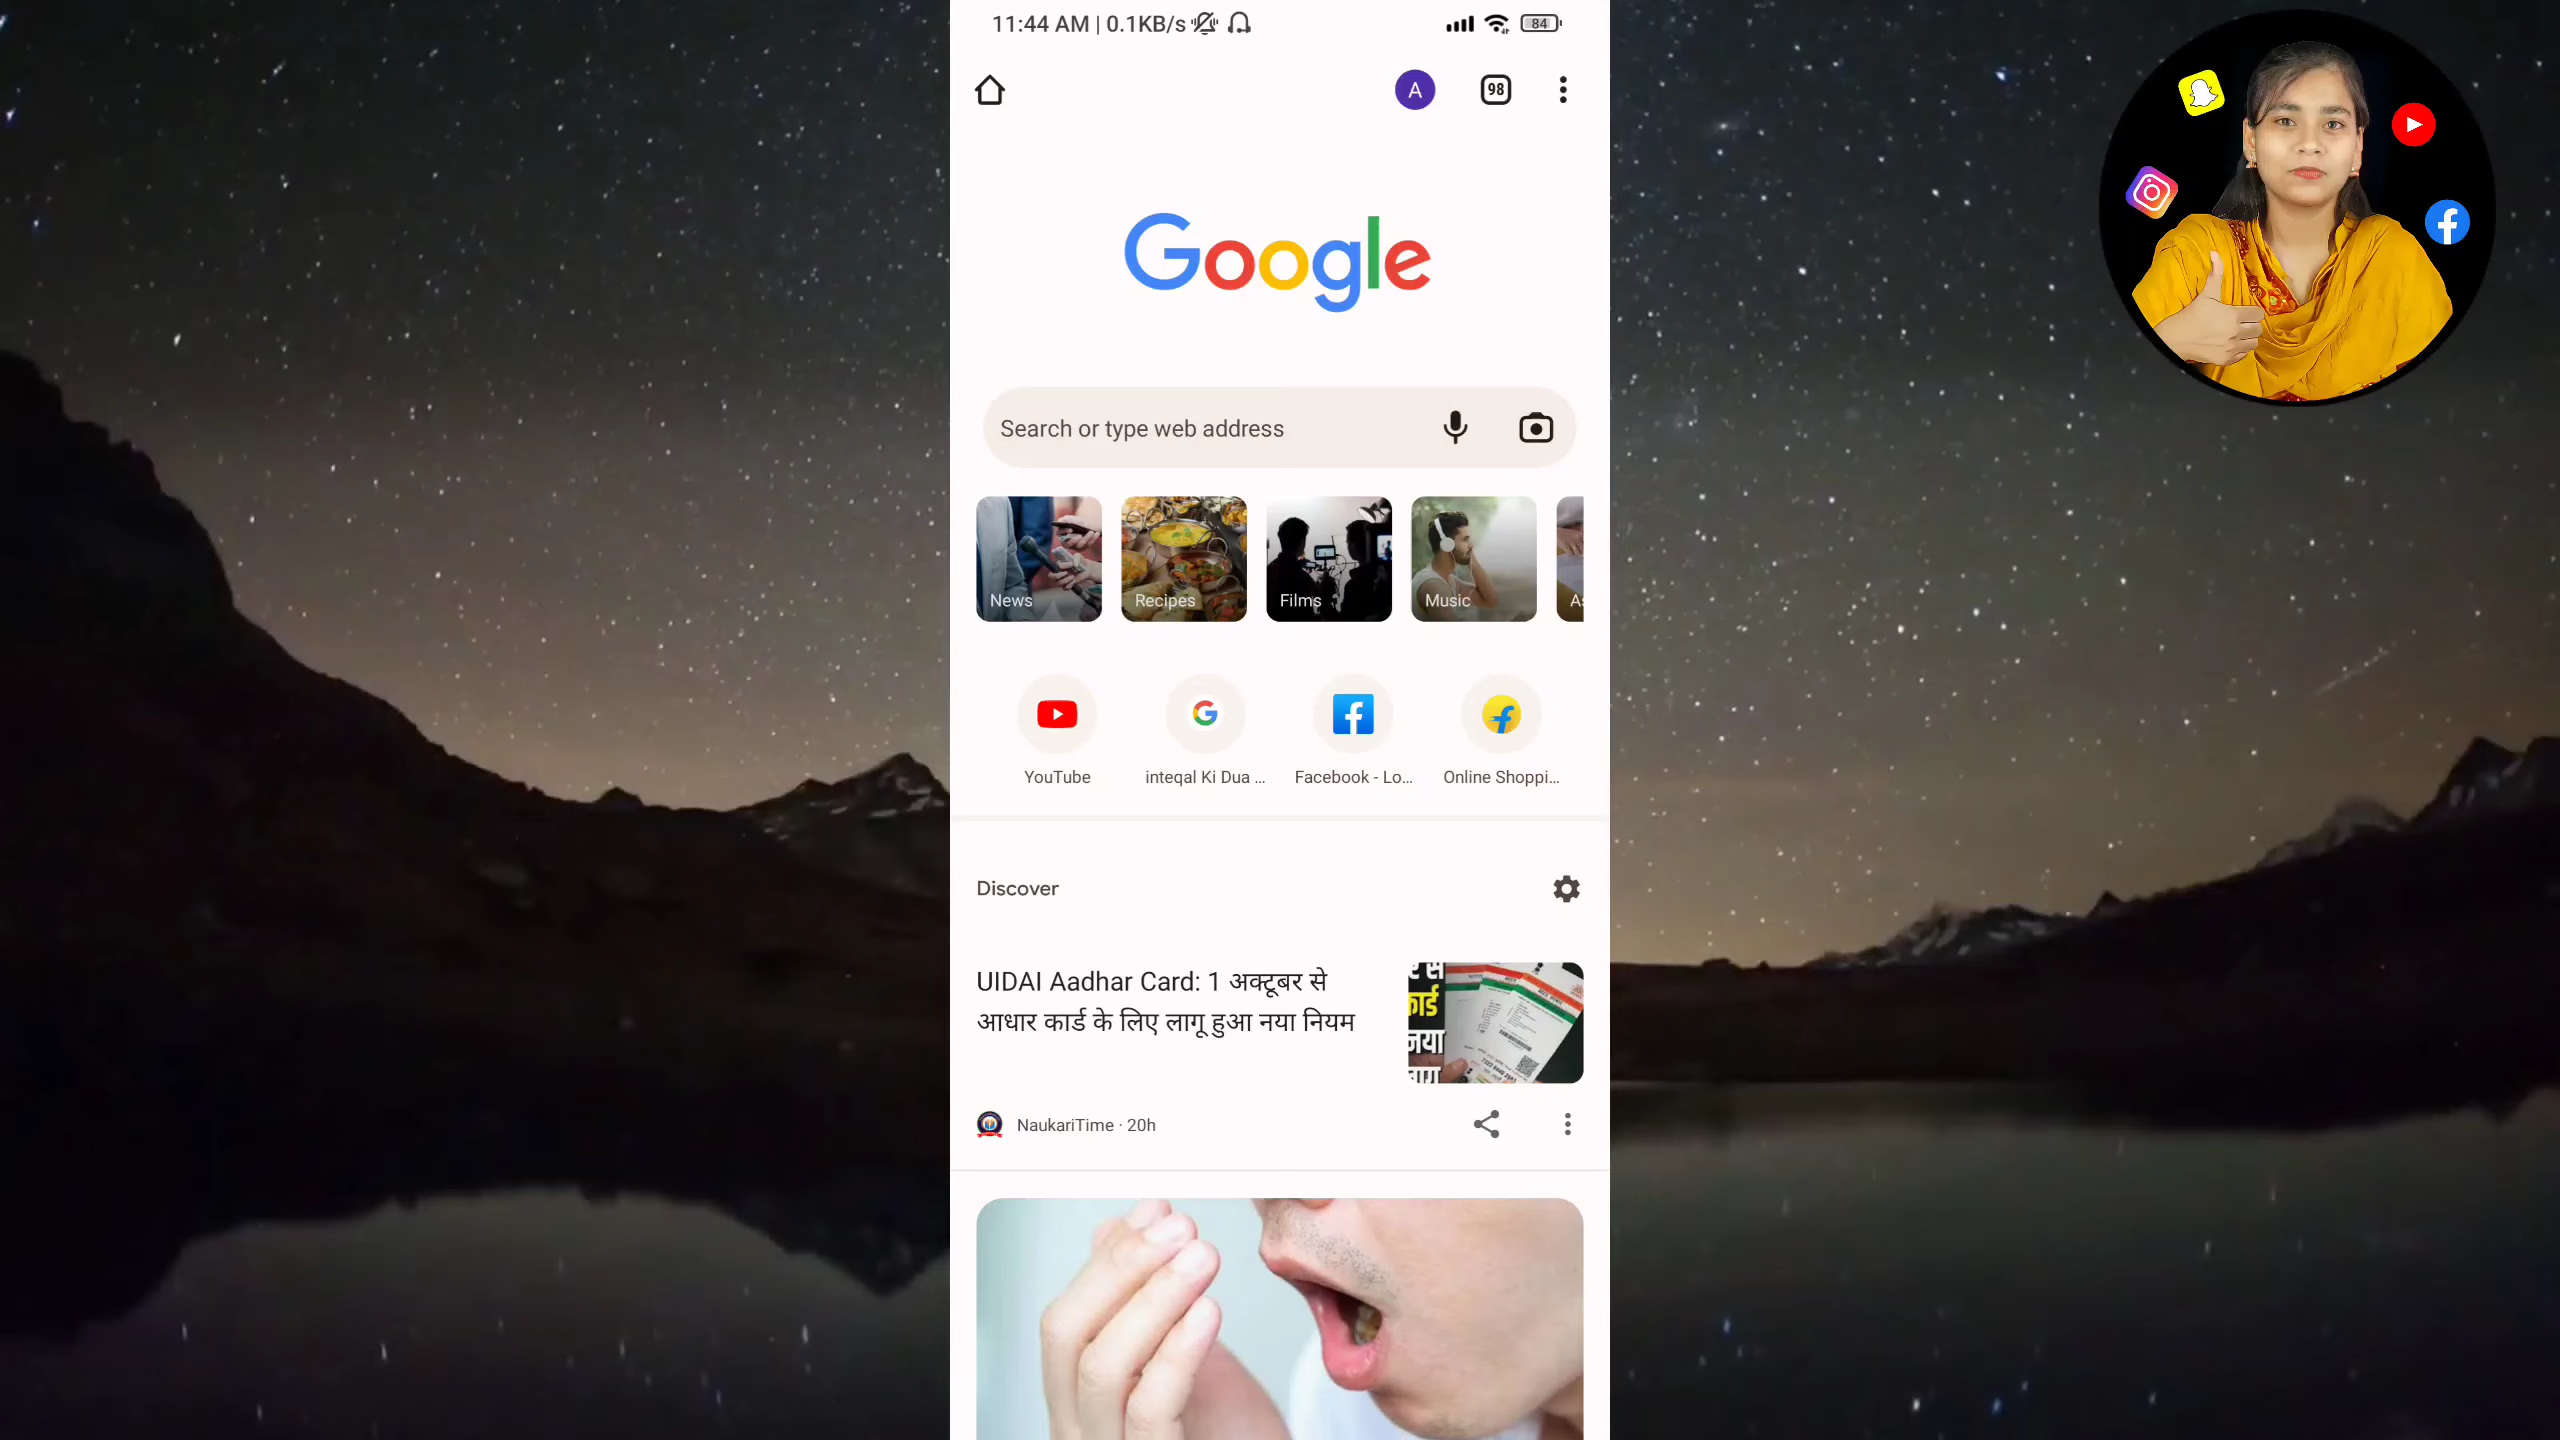 11:44 AM | 0.1KB/s
84
A
98
Google
Search or type web address
News
Recipes
Films
Music
YouTube
inteqal Ki Dua ...
Facebook - Lo...
Online Shoppi...
Discover
UIDAI Aadhar Card: 1 अक्टूबर से
आधार कार्ड के लिए लागू हुआ नया नियम
NaukariTime · 20h